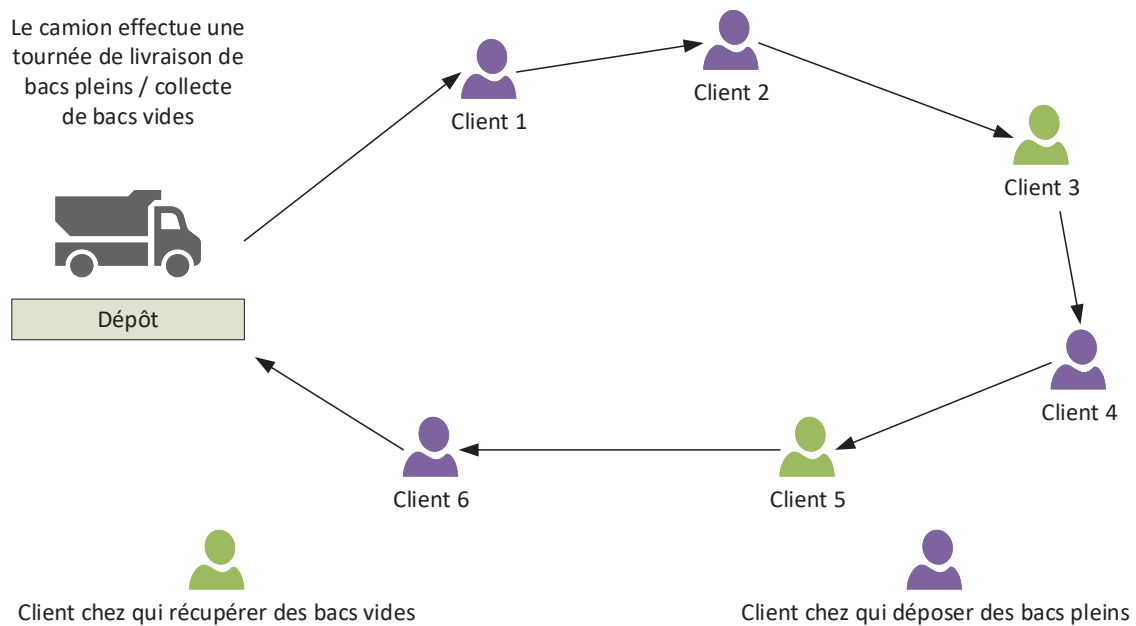 Le camion effectue une
tournée de livraison de
bacs pleins / collecte
de bacs vides
Client 1
Client 2
Client 3
Dépôt
Client 4
Client 6
Client 5
Client chez qui récupérer des bacs vides
Client chez qui déposer des bacs pleins